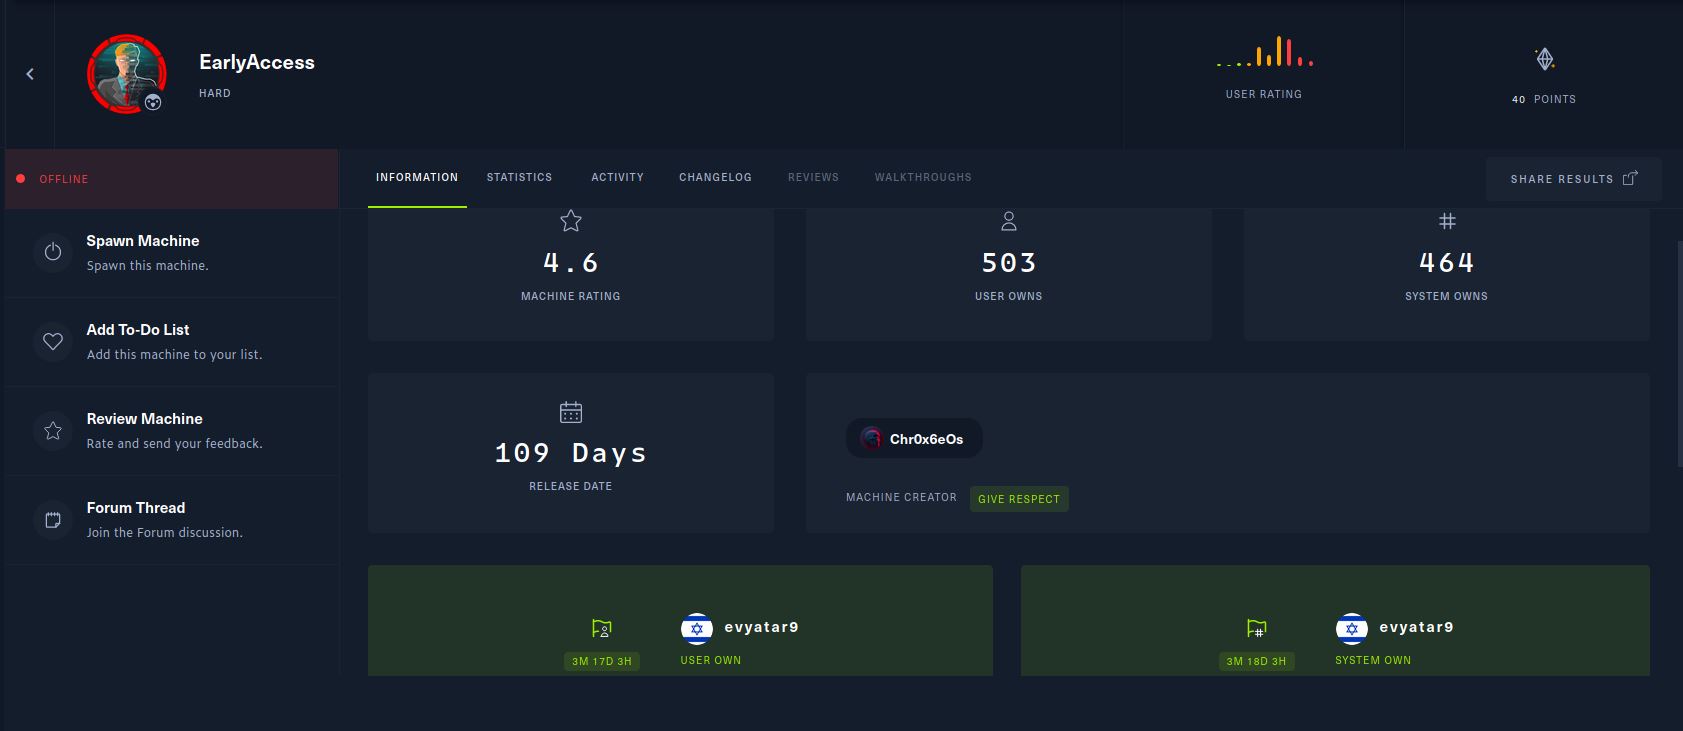 EarlyAccess
HARD
USER RATING
40 POINTS
OFFLINE
INFORMATION STATISTICS ACTIVITY CHANGELOG REVIEWS WALKTHROUGHS
SHARE RESULTS
Spawn Machine
Spawn this machine.
Add To-Do List
Add this machine to your list.
Review Machine
Rate and send your feedback.
Forum Thread
Join the Forum discussion.
4.6
MACHINE RATING
503
USER OWNS
464
SYSTEM OWNS
109 Days
RELEASE DATE
Chr0x6eOs
MACHINE CREATOR GIVE RESPECT
evyatar9
3M 17D 3H USER OWN
evyatar9
3M 18D 3H SYSTEM OWN